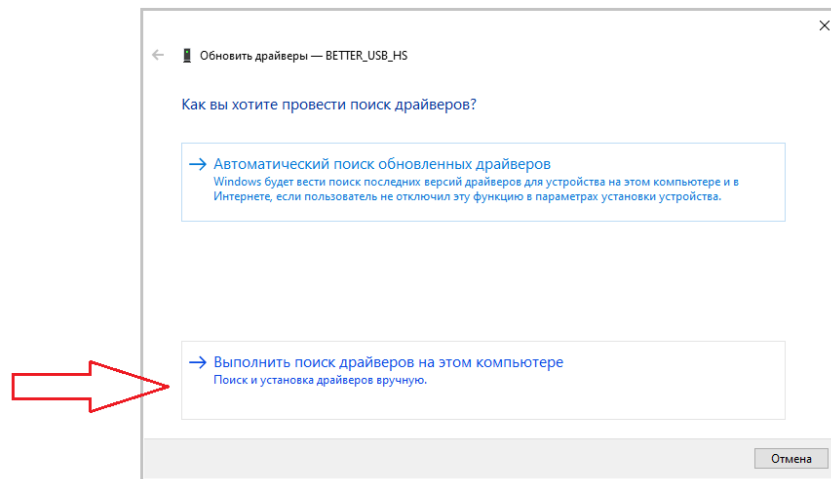 Обновить драйверы — BETTER_USB_HS
Как вы хотите провести поиск драйверов?
Автоматический поиск обновленных драйверов
Windows будет вести поиск последних версий драйверов для устройства на этом компьютере и в
Интернете, если пользователь не отключил эту функцию в параметрах установки устройства.
Выполнить поиск драйверов на этом компьютере
Поиск и установка драйверов вручную.
Отмена